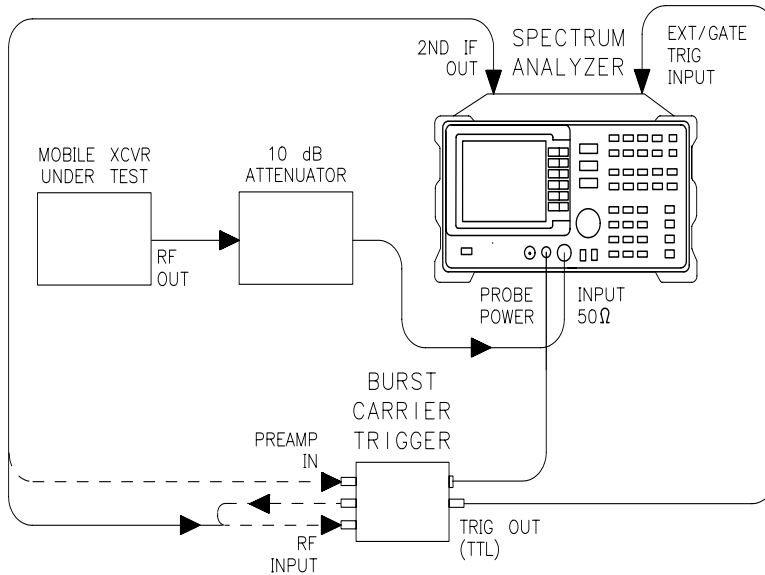 2ND IF
OUT
SPECTRUM
ANALYZER
EXT/GATE
TRIG
INPUT
MOBILE XCVR
UNDER TEST
10 dB
ATTENUATOR
RF
OUT
PROBE
POWER
INPUT
50Ω
BURST
CARRIER
TRIGGER
PREAMP
IN
RF
INPUT
TRIG OUT
(TTL)